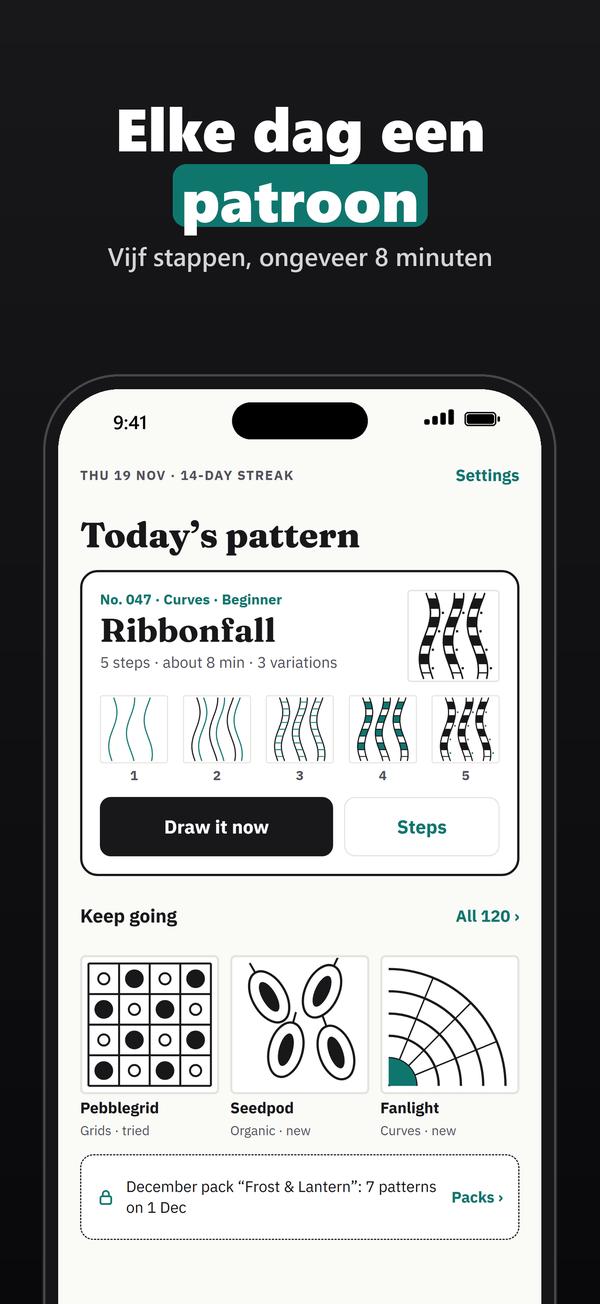 Elke dag een
patroon
Vijf stappen, ongeveer 8 minuten
9:41
THU 19 NOV · 14-DAY STREAK
Settings
Today’s pattern
No. 047 · Curves · Beginner
Ribbonfall
5 steps · about 8 min · 3 variations
1 2 3 4 5
Draw it now
Steps
Keep going
All 120 ›
Pebblegrid
Grids · tried
Seedpod
Organic · new
Fanlight
Curves · new
December pack “Frost & Lantern”: 7 patterns
on 1 Dec
Packs ›